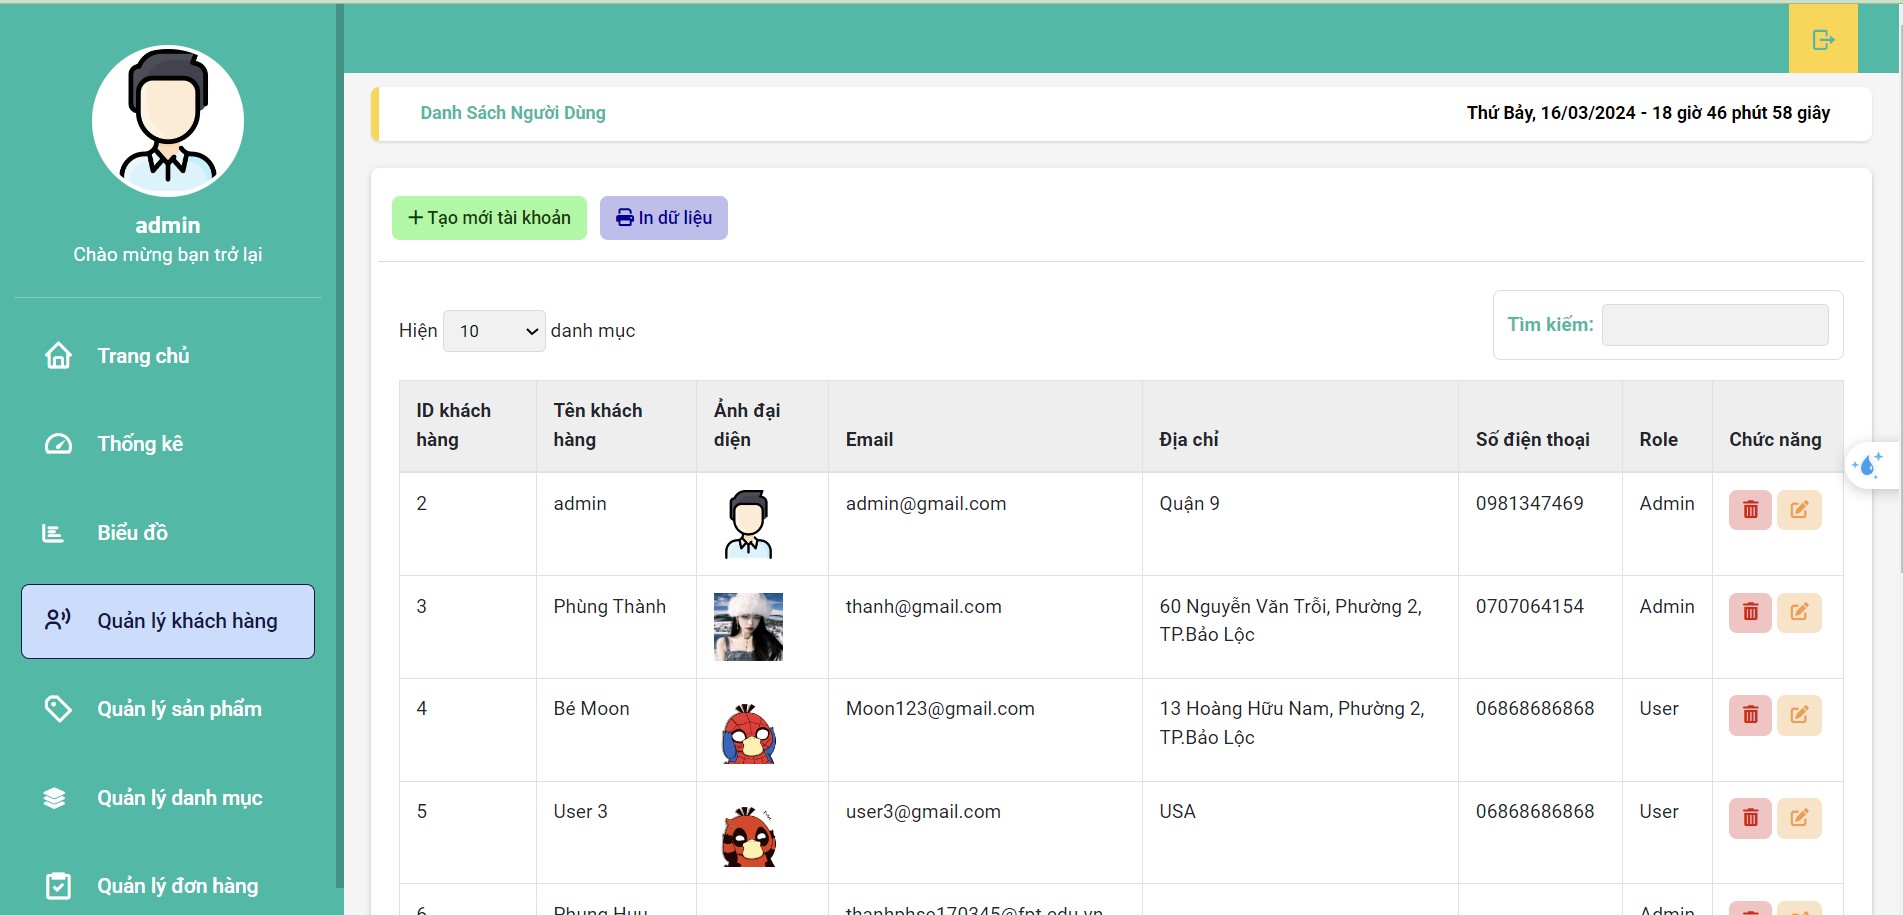 admin
Chào mừng bạn trở lại
Trang chủ
Thống kê
Biểu đồ
Quản lý khách hàng
Quản lý sản phẩm
Quản lý danh mục
Quản lý đơn hàng
Danh Sách Người Dùng
Thứ Bảy, 16/03/2024 - 18 giờ 46 phút 58 giây
Tạo mới tài khoản
In dữ liệu
Hiện 10 danh mục
Tìm kiếm:
ID khách hàng Tên khách hàng Ảnh đại diện Email Địa chỉ Số điện thoại Role Chức năng
2 admin admin@gmail.com Quận 9 0981347469 Admin
3 Phùng Thành thanh@gmail.com 60 Nguyễn Văn Trỗi, Phường 2, 0707064154 Admin
TP.Bảo Lộc
4 Bé Moon Moon123@gmail.com 13 Hoàng Hữu Nam, Phường 2, 06868686868 User
TP.Bảo Lộc
5 User 3 user3@gmail.com USA 06868686868 User
6 Phung Huu thanhphse170345@fpt.edu.vn Admin